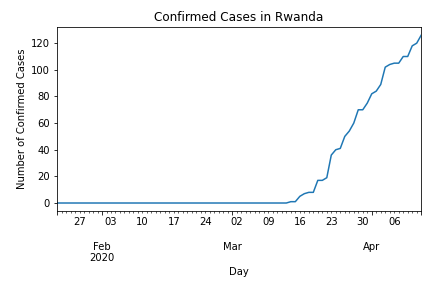 Confirmed Cases in Rwanda
Number of Confirmed Cases
120
100
80
60
40
20
0
27 03 10 17 24 02 09 16 23 30 06
Feb Mar Apr
2020
Day